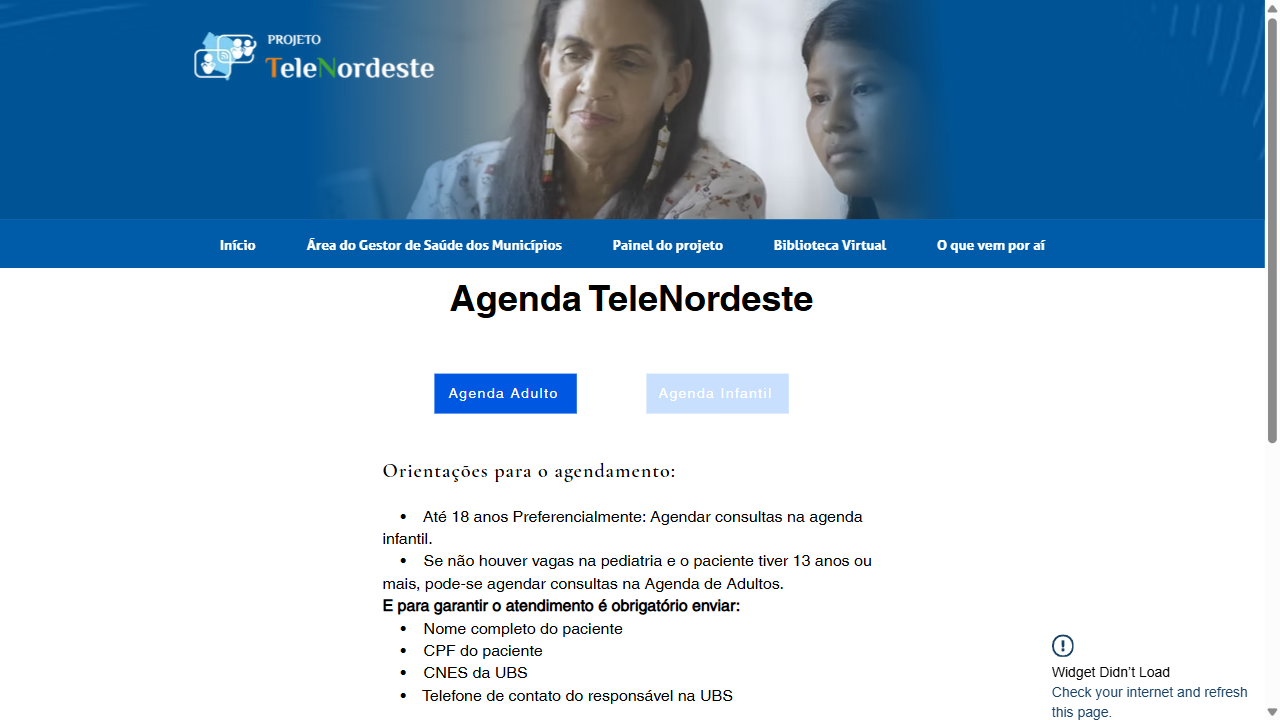 PROJETO
TeleNordeste
Início
Área do Gestor de Saúde dos Municípios
Painel do projeto
Biblioteca Virtual
O que vem por aí
Agenda TeleNordeste
Agenda Adulto
Agenda Infantil
Orientações para o agendamento:
• Até 18 anos Preferencialmente: Agendar consultas na agenda
infantil.
• Se não houver vagas na pediatria e o paciente tiver 13 anos ou
mais, pode-se agendar consultas na Agenda de Adultos.
E para garantir o atendimento é obrigatório enviar:
• Nome completo do paciente
• CPF do paciente
• CNES da UBS
• Telefone de contato do responsável na UBS
Widget Didn’t Load
Check your internet and refresh
this page.